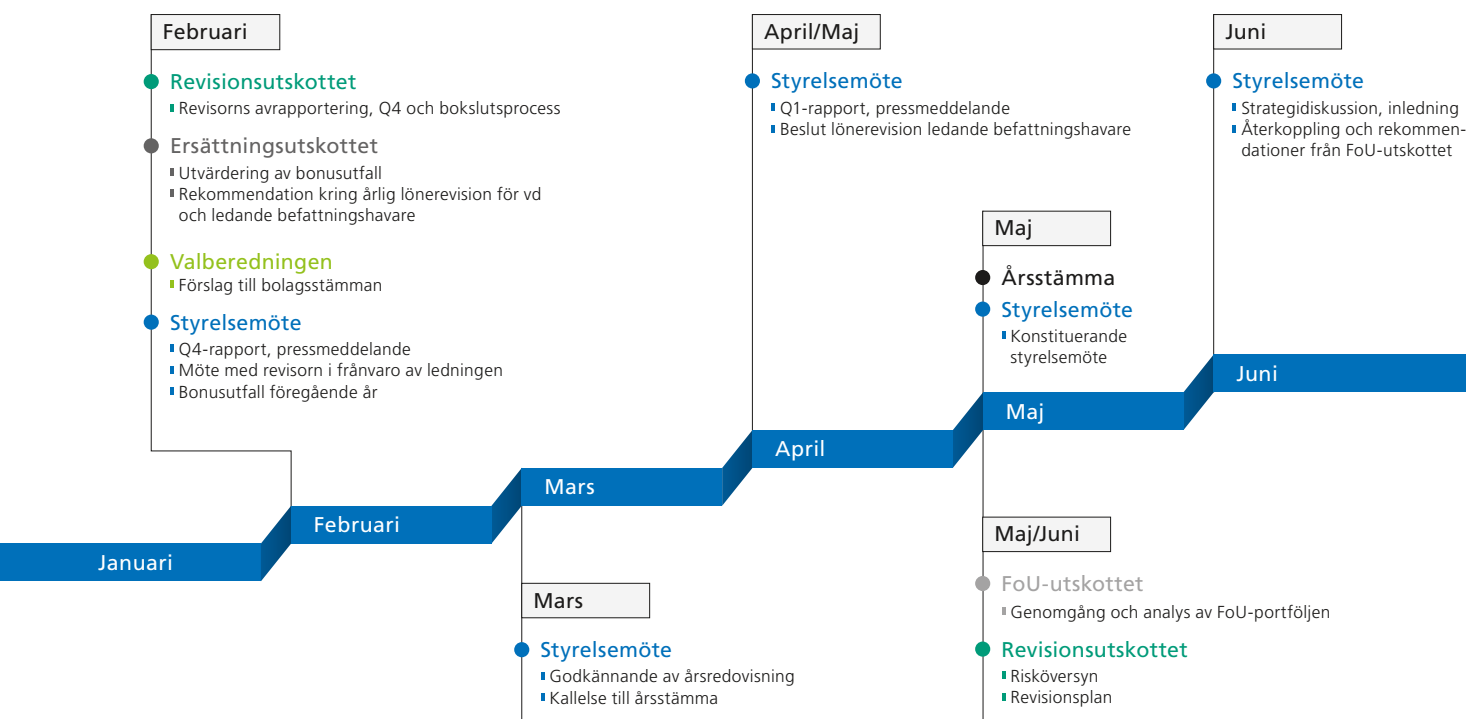 Februari
Revisionsutskottet
Revisorns avrapportering, Q4 och bokslutsprocess
Ersättningsutskottet
Utvärdering av bonusutfall
Rekommendation kring årlig lönerevision för vd
och ledande befattningshavare
Valberedningen
Förslag till bolagsstämman
Styrelsemöte
Q4-rapport, pressmeddelande
Möte med revisorn i frånvaro av ledningen
Bonusutfall föregående år
April/Maj
Styrelsemöte
Q1-rapport, pressmeddelande
Beslut lönerevision ledande befattningshavare
Maj
Årsstämma
Styrelsemöte
Konstituerande
styrelsemöte
Juni
Styrelsemöte
Strategidiskussion, inledning
Återkoppling och rekommen-
dationer från FoU-utskottet
Januari
Februari
Mars
April
Maj
Juni
Mars
Styrelsemöte
Godkännande av årsredovisning
Kallelse till årsstämma
Maj/Juni
FoU-utskottet
Genomgång och analys av FoU-portföljen
Revisionsutskottet
Risköversyn
Revisionsplan